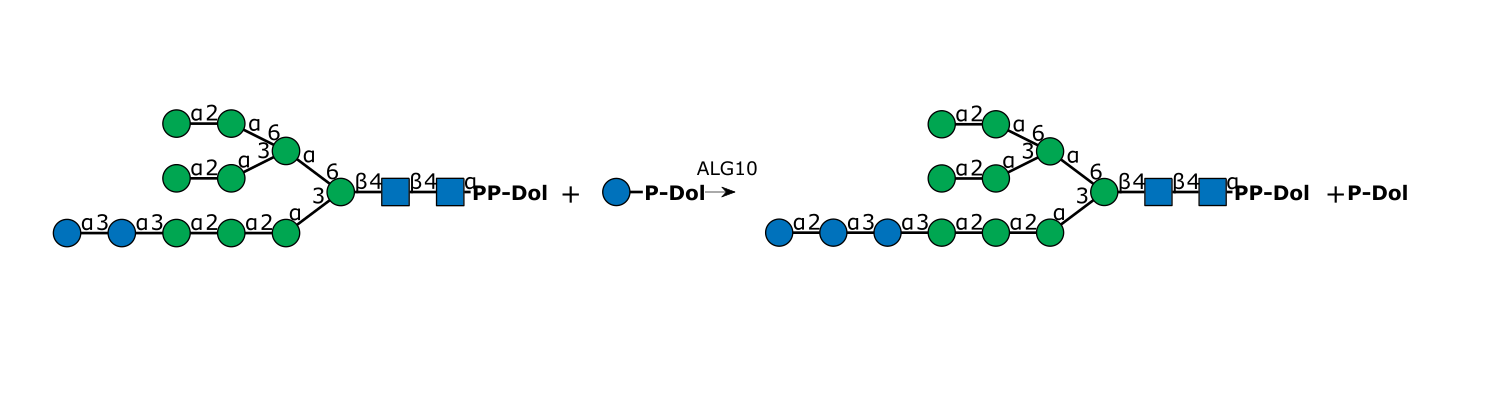 ALG10
α2 α 6 α2 α 6
α2 α 3 α 6 α2 α 3 α 6
β4 β4 α PP-Dol + P-Dol β4 β4 α PP-Dol + P-Dol
α3 α3 α2 α2 α 3 α2 α3 α3 α2 α2 α 3